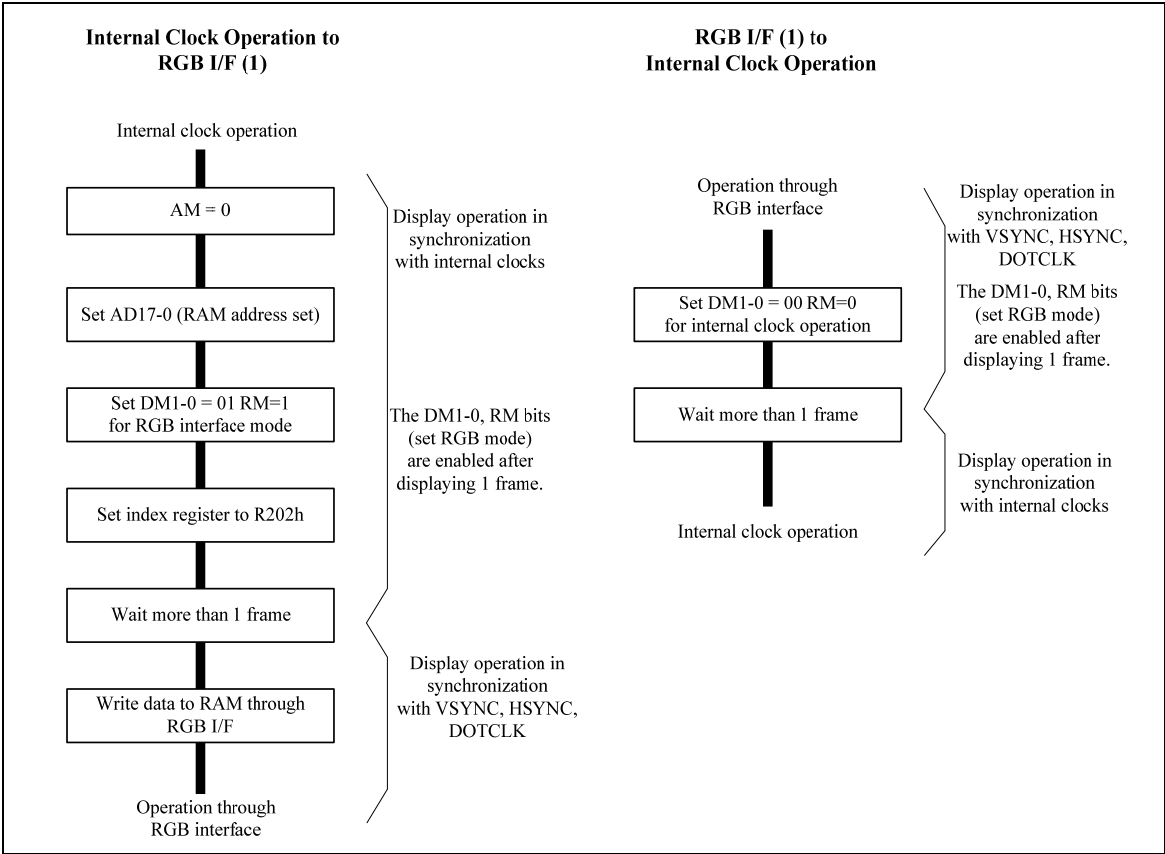 Internal Clock Operation to
RGB I/F (1)
Internal clock operation
AM = 0
Set AD17-0 (RAM address set)
Set DM1-0 = 01 RM=1
for RGB interface mode
Set index register to R202h
Wait more than 1 frame
Write data to RAM through
RGB I/F
Operation through
RGB interface
Display operation in
synchronization
with internal clocks
The DM1-0, RM bits
(set RGB mode)
are enabled after
displaying 1 frame.
Display operation in
synchronization
with VSYNC, HSYNC,
DOTCLK
RGB I/F (1) to
Internal Clock Operation
Operation through
RGB interface
Set DM1-0 = 00 RM=0
for internal clock operation
Wait more than 1 frame
Internal clock operation
Display operation in
synchronization
with VSYNC, HSYNC,
DOTCLK
The DM1-0, RM bits
(set RGB mode)
are enabled after
displaying 1 frame.
Display operation in
synchronization
with internal clocks